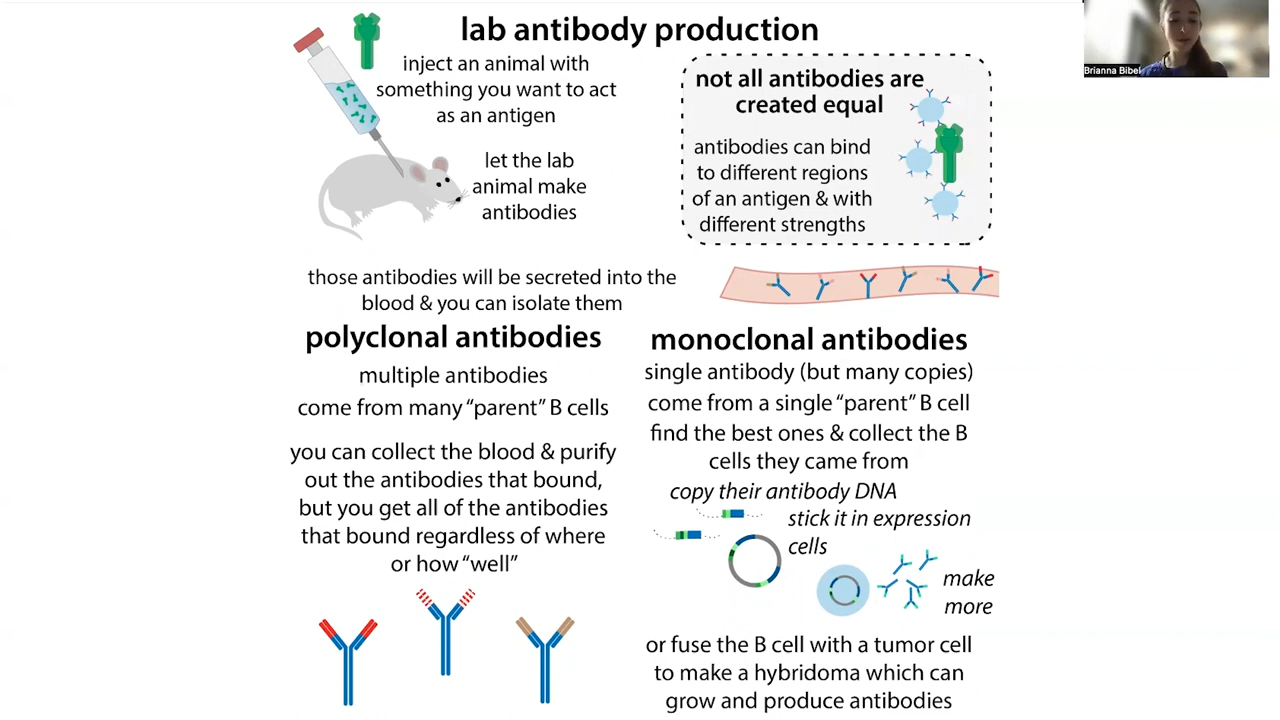 lab antibody production
inject an animal with
something you want to act
as an antigen
let the lab
animal make
antibodies
not all antibodies are
created equal
antibodies can bind
to different regions
of an antigen & with
different strengths
Brianna Bibel
those antibodies will be secreted into the
blood & you can isolate them
polyclonal antibodies
multiple antibodies
come from many “parent” B cells
you can collect the blood & purify
out the antibodies that bound,
but you get all of the antibodies
that bound regardless of where
or how “well”
monoclonal antibodies
single antibody (but many copies)
come from a single “parent” B cell
find the best ones & collect the B
cells they came from
copy their antibody DNA
stick it in expression
cells
make
more
or fuse the B cell with a tumor cell
to make a hybridoma which can
grow and produce antibodies